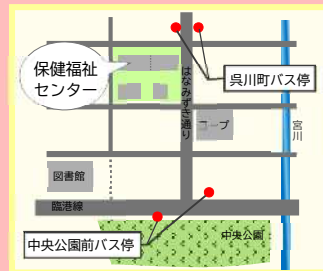 保健福祉
センター
呉川町バス停
はなみずき通り
コープ
宮川
図書館
臨港線
中央公園
中央公園前バス停